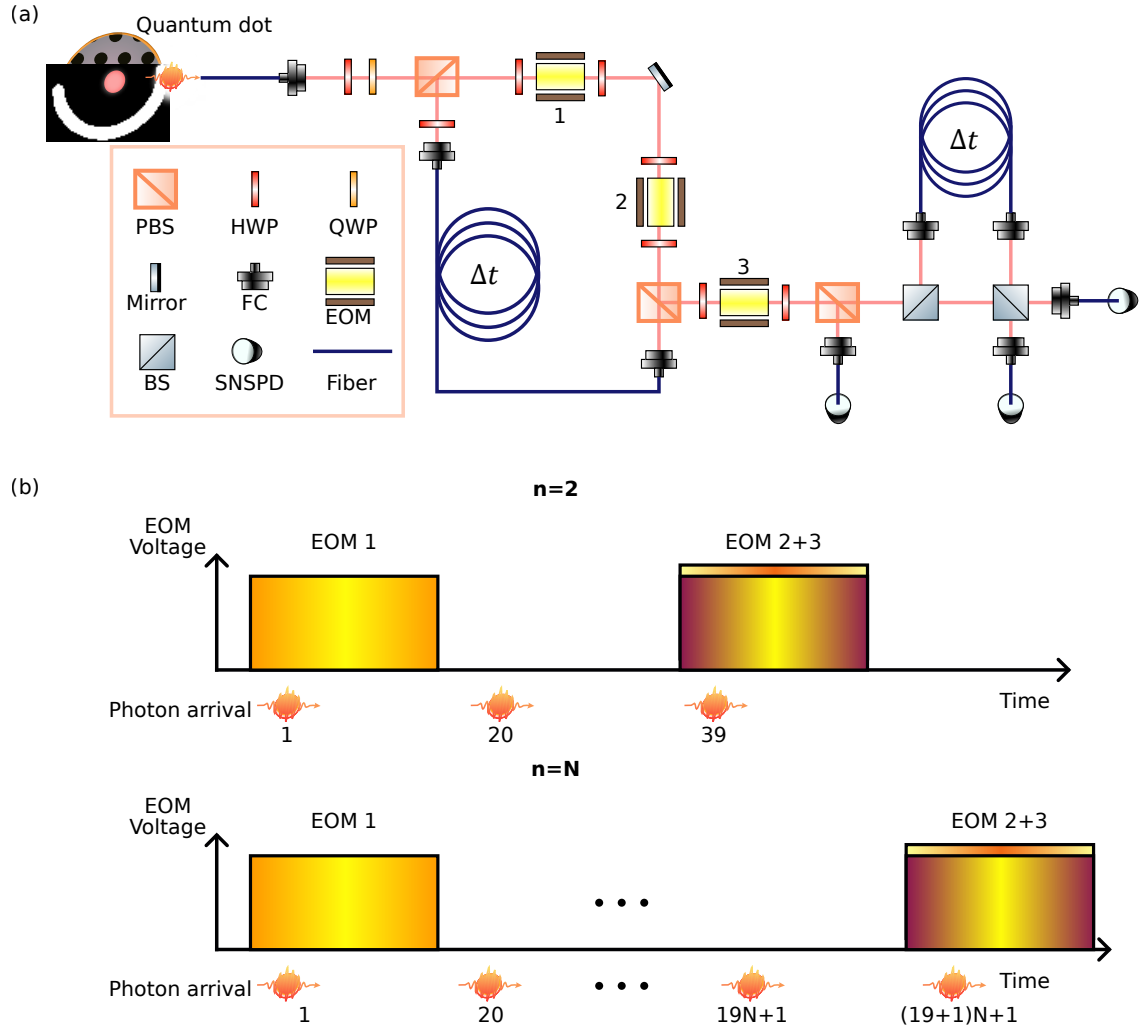 (a)
Quantum dot
1
2
3
Δt
Δt
PBS
HWP
QWP
Mirror
FC
EOM
BS
SNSPD
Fiber
(b)
n=2
EOM
Voltage
EOM 1
EOM 2+3
Photon arrival
Time
1
20
39
n=N
EOM
Voltage
EOM 1
EOM 2+3
• • •
Photon arrival
• • •
Time
1
20
19N+1
(19+1)N+1